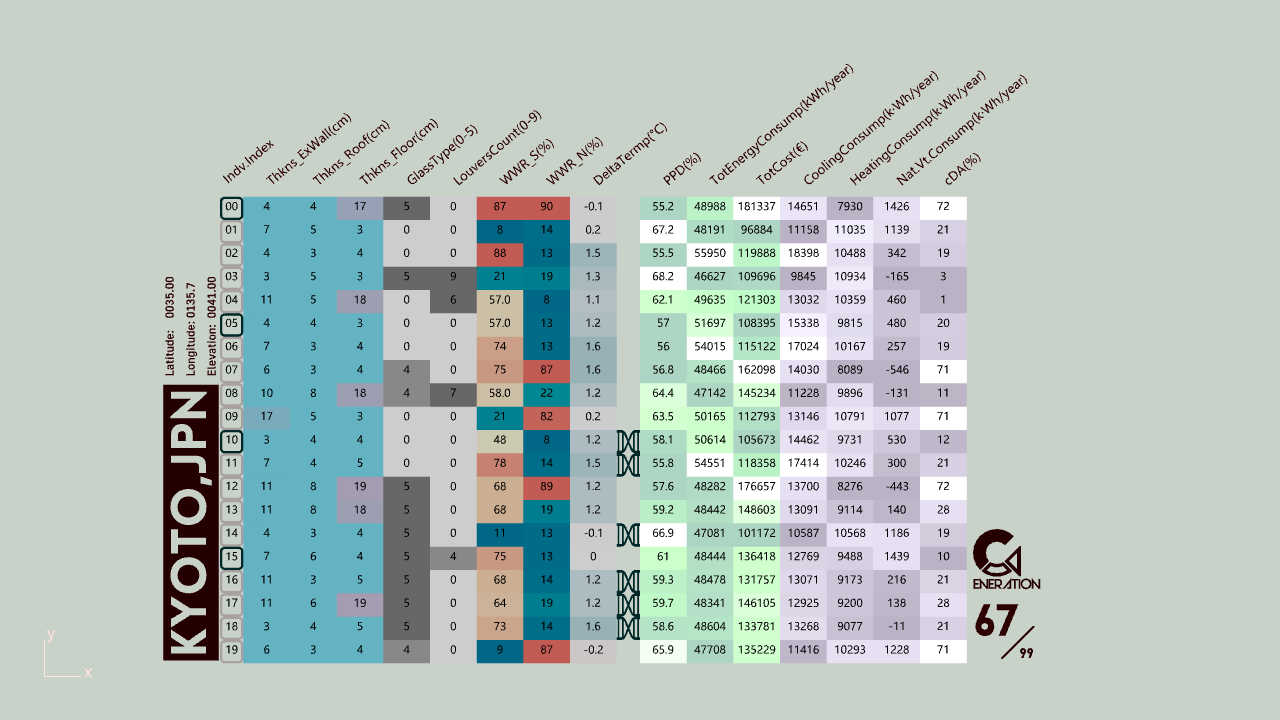 Indv.Index Thkns_ExWall(cm) Thkns_Roof(cm) Thkns_Floor(cm) GlassType(0-5) LouversCount(0-9) WWR_S(%) WWR_N(%) DeltaTermp(°C) PPD(%) TotEnergyConsump(kWh/year) TotCost(€) CoolingConsump(k·Wh/year) HeatingConsump(k·Wh/year) Nat.Vt.Consump(k·Wh/year) cDA(%)
00 4 4 17 5 0 87 90 -0.1 55.2 48988 181337 14651 7930 1426 72
01 7 5 3 0 0 8 14 0.2 67.2 48191 96884 11158 11035 1139 21
02 4 3 4 0 0 88 13 1.5 55.5 55950 119888 18398 10488 342 19
03 3 5 3 5 9 21 19 1.3 68.2 46627 109696 9845 10934 -165 3
04 11 5 18 0 6 57.0 8 1.1 62.1 49635 121303 13032 10359 460 1
05 4 4 3 0 0 57.0 13 1.2 57 51697 108395 15338 9815 480 20
06 7 3 4 0 0 74 13 1.6 56 54015 115122 17024 10167 257 19
07 6 3 4 4 0 75 87 1.6 56.8 48466 162098 14030 8089 -546 71
08 10 8 18 4 7 58.0 22 1.2 64.4 47142 145234 11228 9896 -131 11
09 17 5 3 0 0 21 82 0.2 63.5 50165 112793 13146 10791 1077 71
10 3 4 4 0 0 48 8 1.2 58.1 50614 105673 14462 9731 530 12
11 7 4 5 0 0 78 14 1.5 55.8 54551 118358 17414 10246 300 21
12 11 8 19 5 0 68 89 1.2 57.6 48282 176657 13700 8276 -443 72
13 11 8 18 5 0 68 19 1.2 59.2 48442 148603 13091 9114 140 28
14 4 3 4 5 0 11 13 -0.1 66.9 47081 101172 10587 10568 1186 19
15 7 6 4 5 4 75 13 0 61 48444 136418 12769 9488 1439 10
16 11 3 5 5 0 68 14 1.2 59.3 48478 131757 13071 9173 216 21
17 11 6 19 5 0 64 19 1.2 59.7 48341 146105 12925 9200 138 28
18 3 4 5 5 0 73 14 1.6 58.6 48604 133781 13268 9077 -11 21
19 6 3 4 4 0 9 87 -0.2 65.9 47708 135229 11416 10293 1228 71
Latitude: 0035.00
Longitude: 0135.7
Elevation: 0041.00
KYOTO,JPN
GA
ENERATION
67/99
y
x